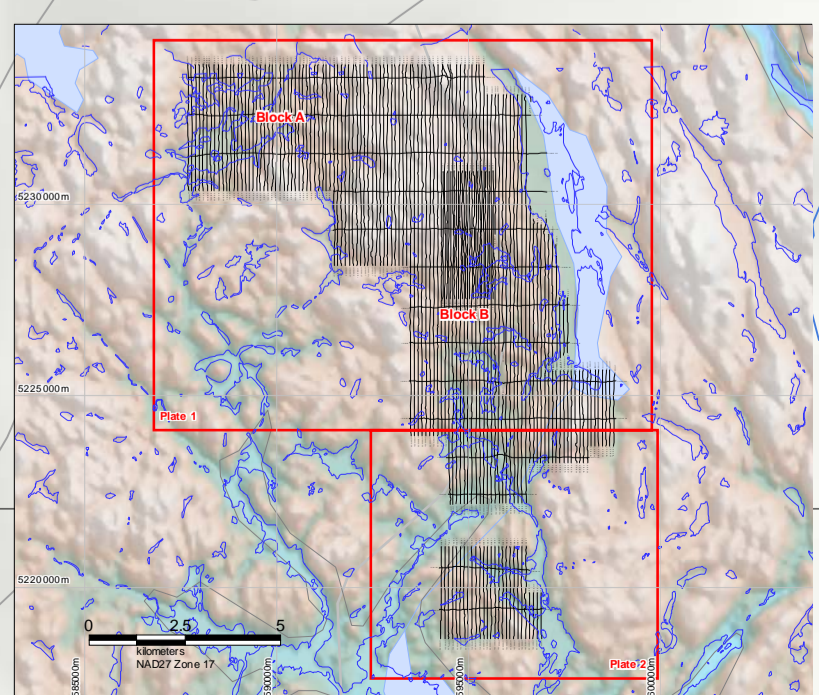 Block A
5230000m
Block B
5225000m
Plate 1
5220000m
0 2.5 5
kilometers
NAD27 Zone 17
Plate 2